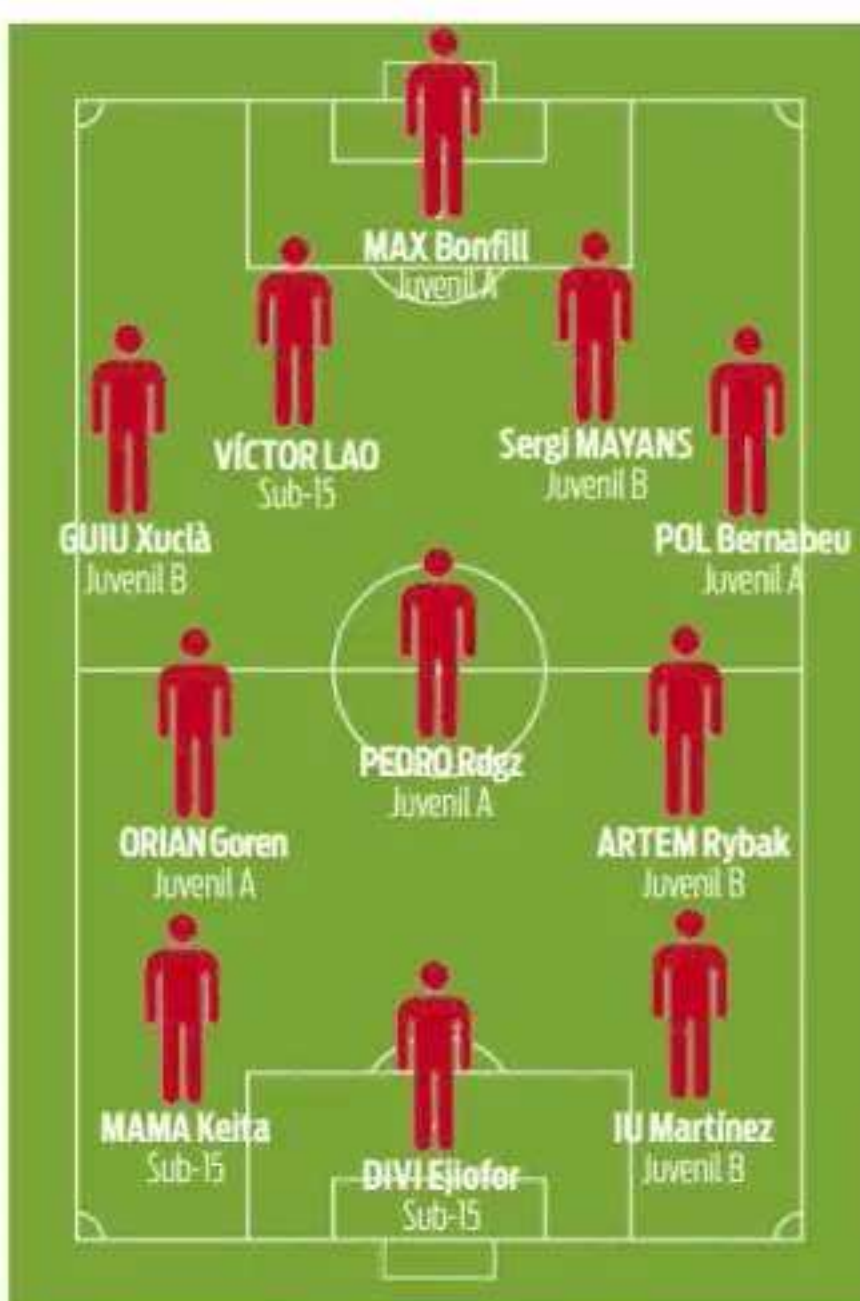 MAX Bonfill
Juvenil A
VÍCTOR LAO
Sub-15
Sergi MAYANS
Juvenil B
GUIU Xuclà
Juvenil B
POL Bernabeu
Juvenil A
PEDRO Rdgz
Juvenil A
ORIAN Goren
Juvenil A
ARTEM Rybak
Juvenil B
MAMA Keita
Sub-15
DIVI Ejiofor
Sub-15
IU Martínez
Juvenil B